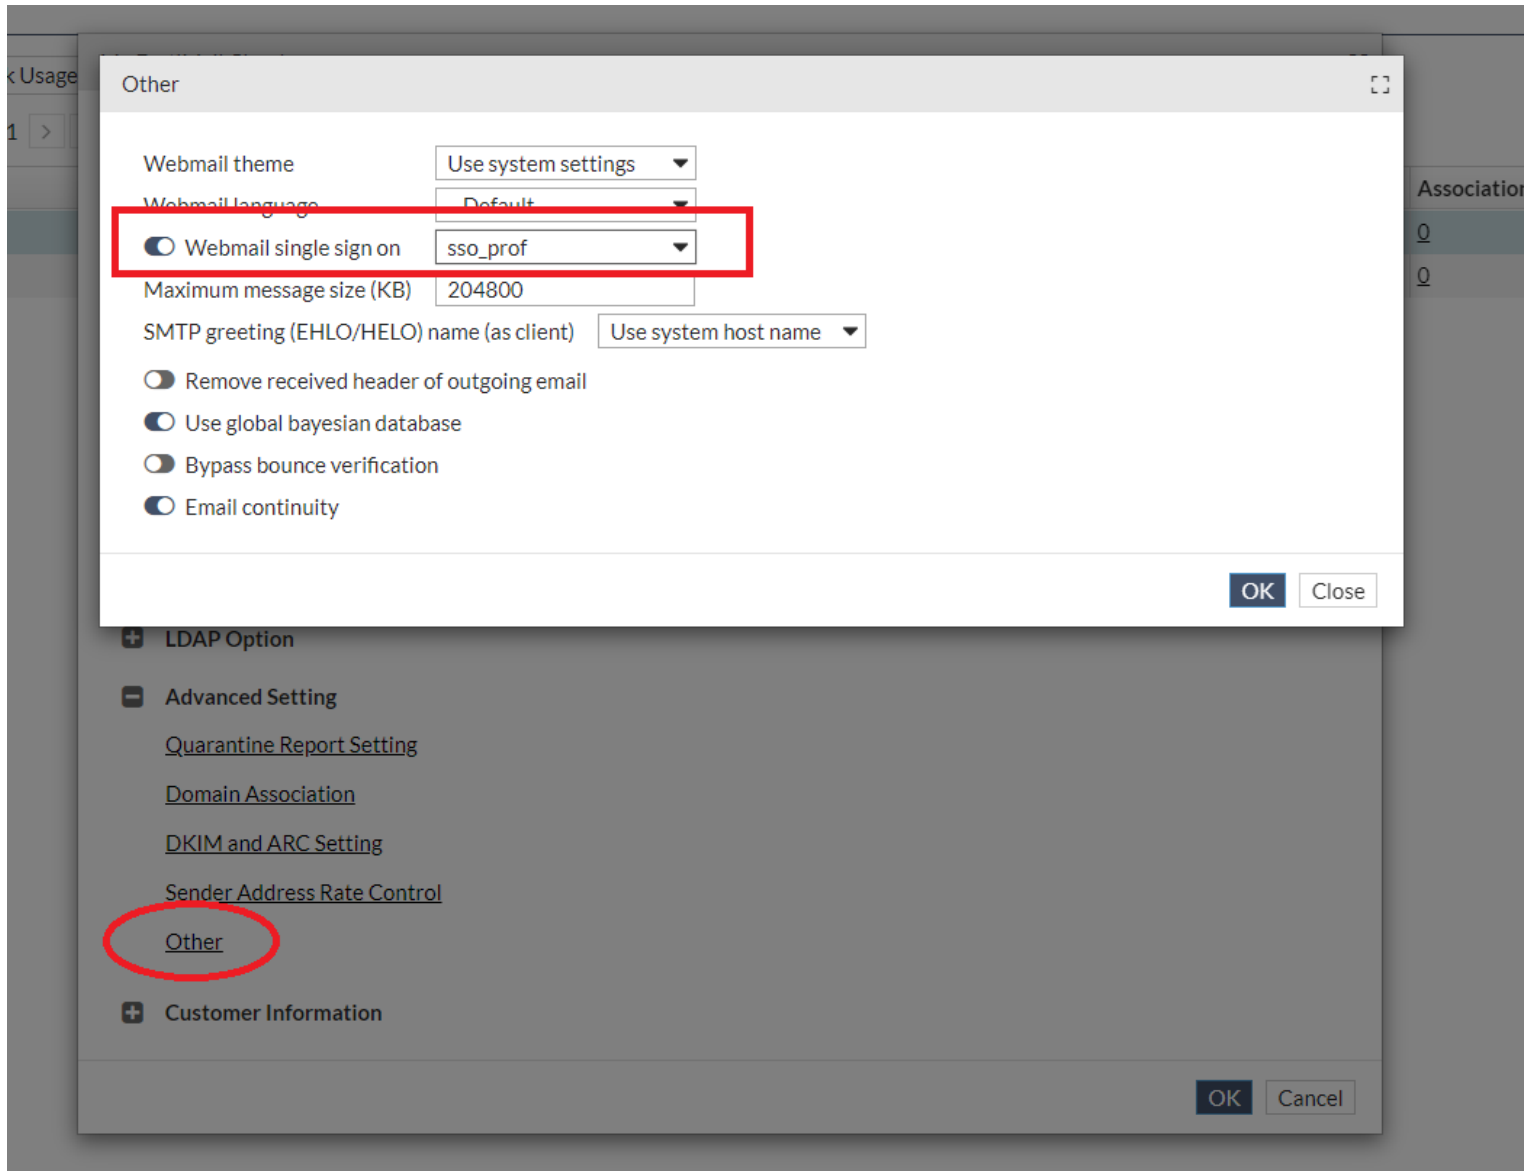 k Usage
Other
1 >
Webmail theme Use system settings
Webmail language --Default--
Webmail single sign on sso_prof
Maximum message size (KB) 204800
SMTP greeting (EHLO/HELO) name (as client) Use system host name
Remove received header of outgoing email
Use global bayesian database
Bypass bounce verification
Email continuity
OK Close
Association
0
0
LDAP Option
Advanced Setting
Quarantine Report Setting
Domain Association
DKIM and ARC Setting
Sender Address Rate Control
Other
Customer Information
OK Cancel